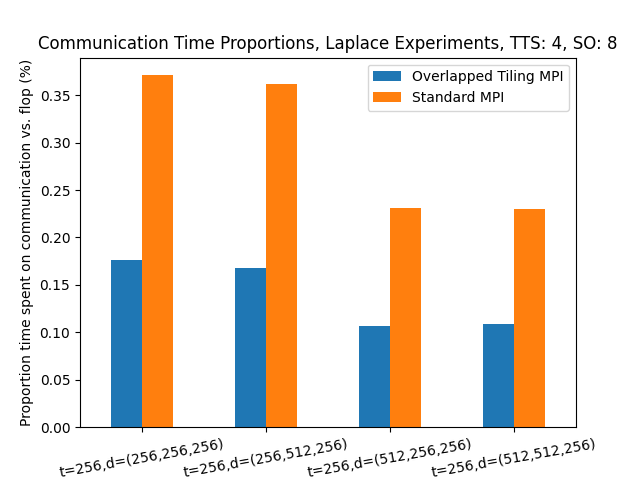 Communication Time Proportions, Laplace Experiments, TTS: 4, SO: 8
Proportion time spent on communication vs. flop (%)
0.35
0.30
0.25
0.20
0.15
0.10
0.05
0.00
Overlapped Tiling MPI
Standard MPI
t=256,d=(256,256,256)
t=256,d=(256,512,256)
t=256,d=(512,256,256)
t=256,d=(512,512,256)